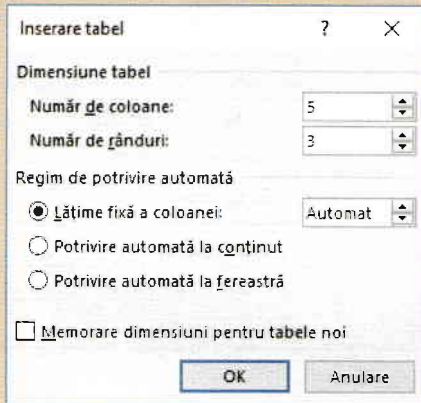 Inserare tabel ? ×
Dimensiune tabel
Număr de coloane: 5
Număr de rânduri: 3
Regim de potrivire automată
Lățime fixă a coloanei: Automat
Potrivire automată la conținut
Potrivire automată la fereastră
Memorare dimensiuni pentru tabele noi
OK Anulare